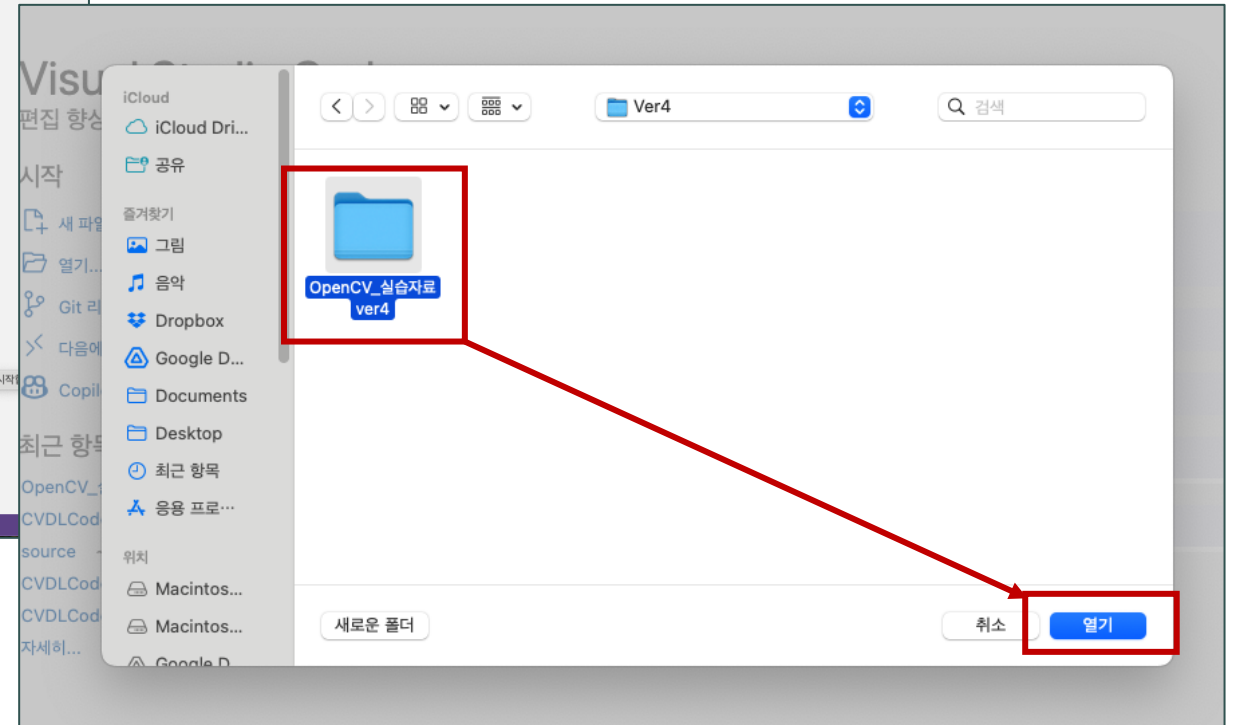 Visu
편집 향상
시작
새 파일
열기...
Git 리
다음에
Copil
최근 항목
OpenCV_
CVDLCod
source ~
CVDLCod
CVDLCod
자세히...
iCloud
iCloud Dri...
공유
즐겨찾기
그림
음악
Dropbox
Google D...
Documents
Desktop
최근 항목
응용 프로…
위치
Macintos...
Macintos...
Google D
Ver4
검색
OpenCV_실습자료
ver4
새로운 폴더
취소
열기